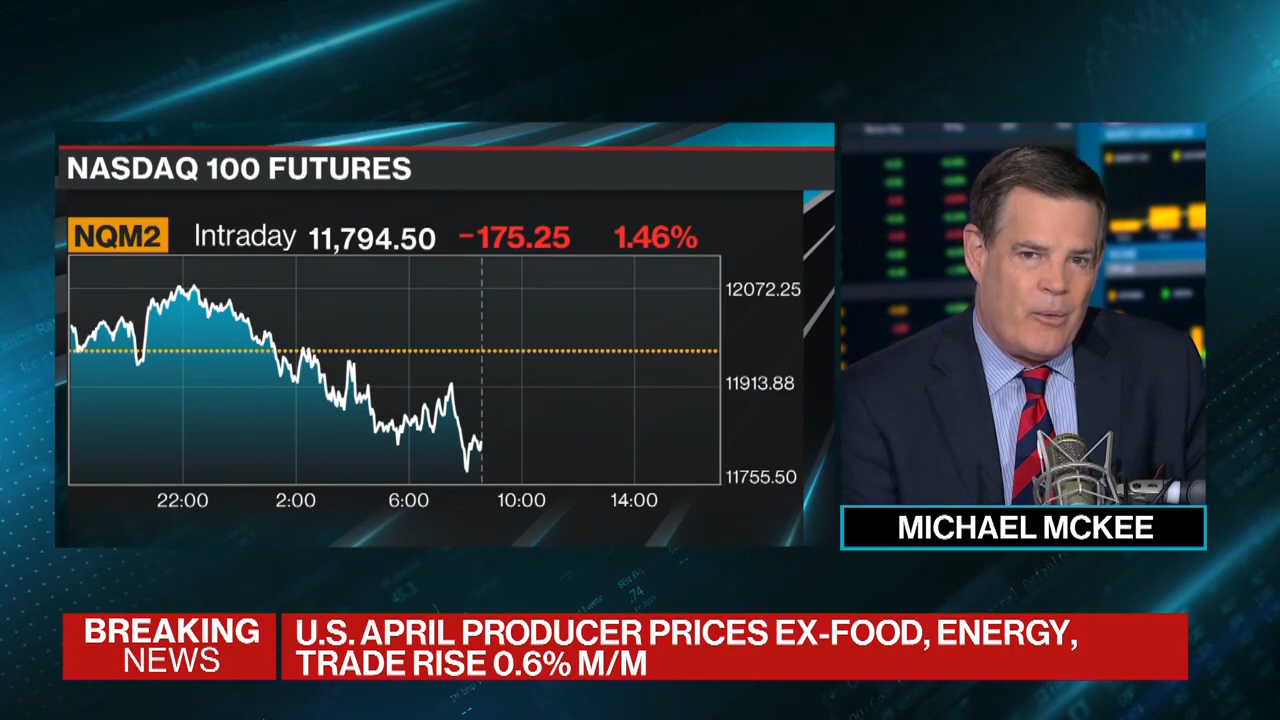 NASDAQ 100 FUTURES
NQM2 Intraday 11,794.50 -175.25 1.46%
12072.25
11913.88
11755.50
22:00 2:00 6:00 10:00 14:00
MICHAEL MCKEE
BREAKING
NEWS
U.S. APRIL PRODUCER PRICES EX-FOOD, ENERGY,
TRADE RISE 0.6% M/M